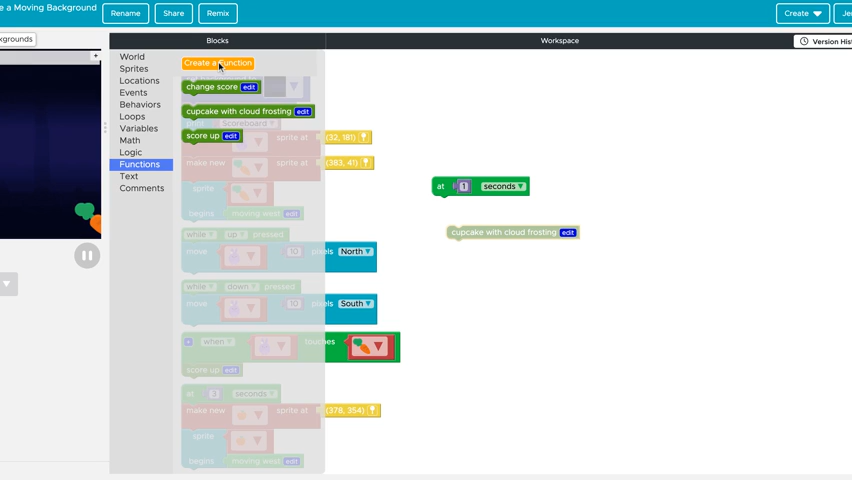 e a Moving Background
Rename
Share
Remix
Create
Je
kgrounds
Blocks
Workspace
Version His
+
World
Sprites
Locations
Events
Behaviors
Loops
Variables
Math
Logic
Functions
Text
Comments
Create a Function
change score edit
cupcake with cloud frosting edit
Scoreboard
score up edit
sprite at (32, 181)
make new sprite at (383, 41)
sprite
begins moving west edit
while up pressed
move 10 pixels North
while down pressed
move 10 pixels South
when touches
score up edit
at 3 seconds
make new sprite at (378, 354)
sprite
begins moving west edit
at 1 seconds
cupcake with cloud frosting edit